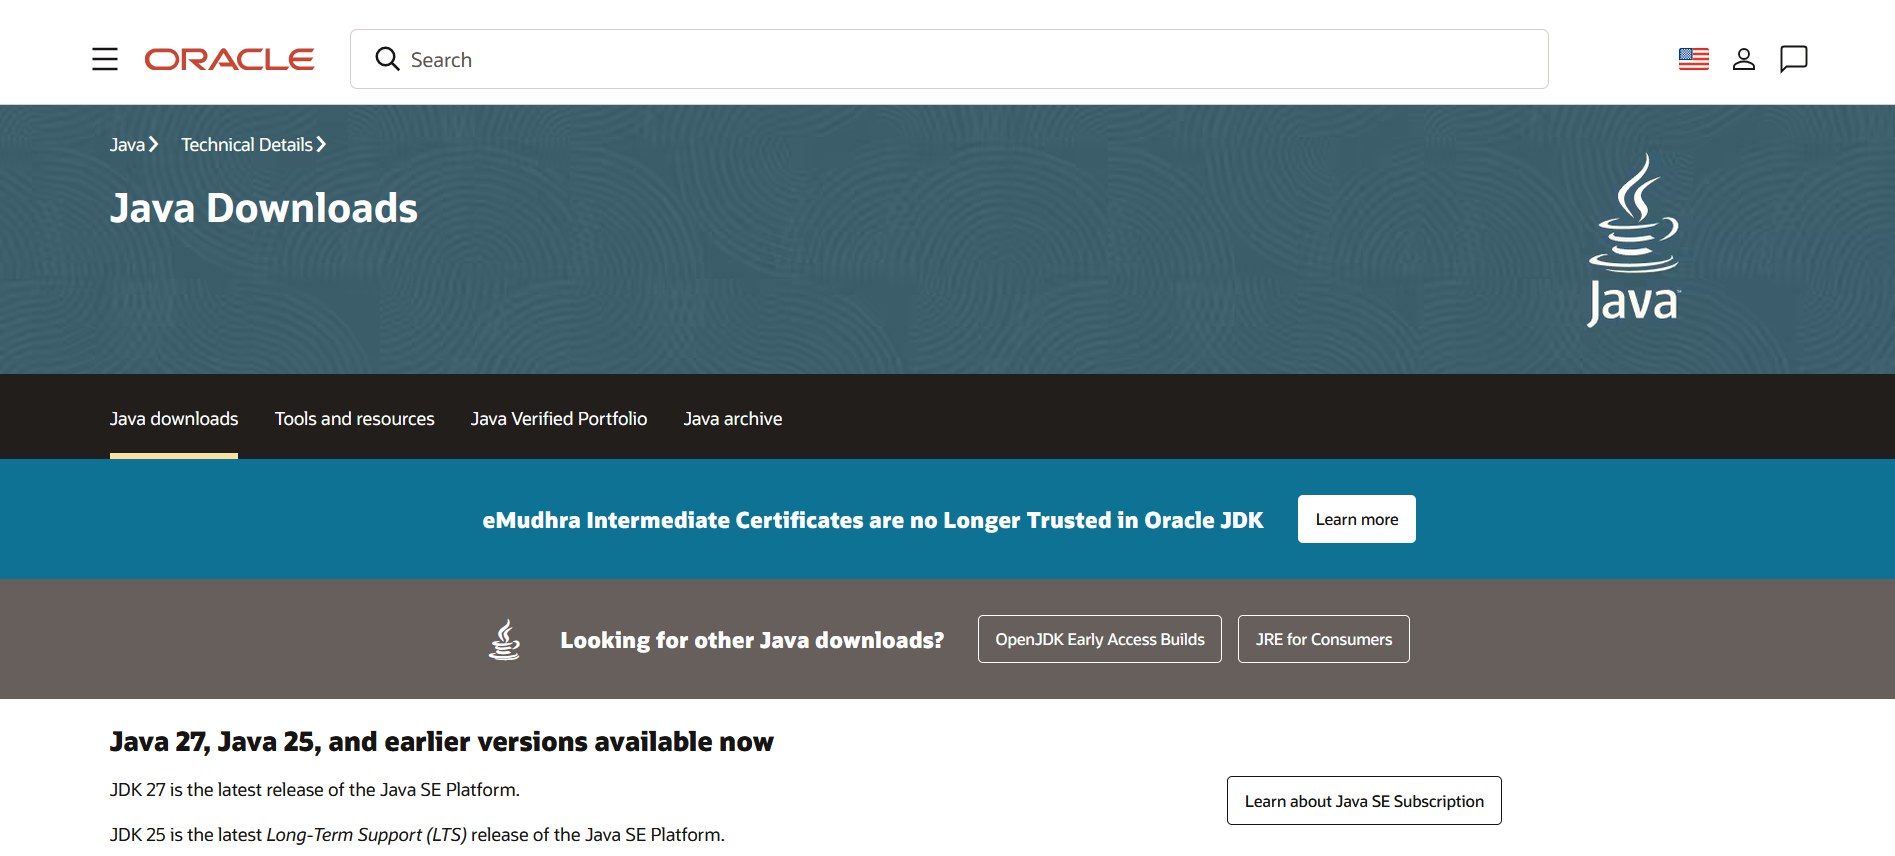 ORACLE
Search
Java Technical Details
Java Downloads
Java
Java downloads Tools and resources Java Verified Portfolio Java archive
eMudhra Intermediate Certificates are no Longer Trusted in Oracle JDK Learn more
Looking for other Java downloads? OpenJDK Early Access Builds JRE for Consumers
Java 27, Java 25, and earlier versions available now
JDK 27 is the latest release of the Java SE Platform.
Learn about Java SE Subscription
JDK 25 is the latest Long-Term Support (LTS) release of the Java SE Platform.